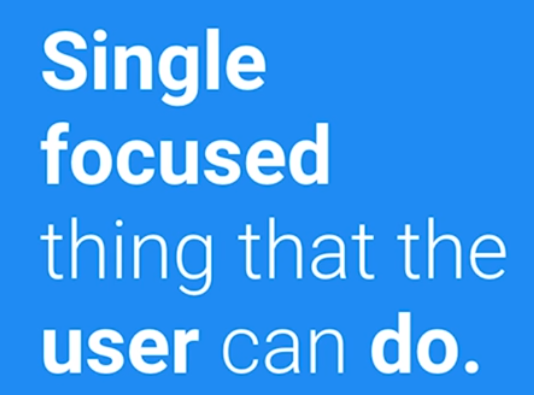 Single
focused
thing that the
user can do.